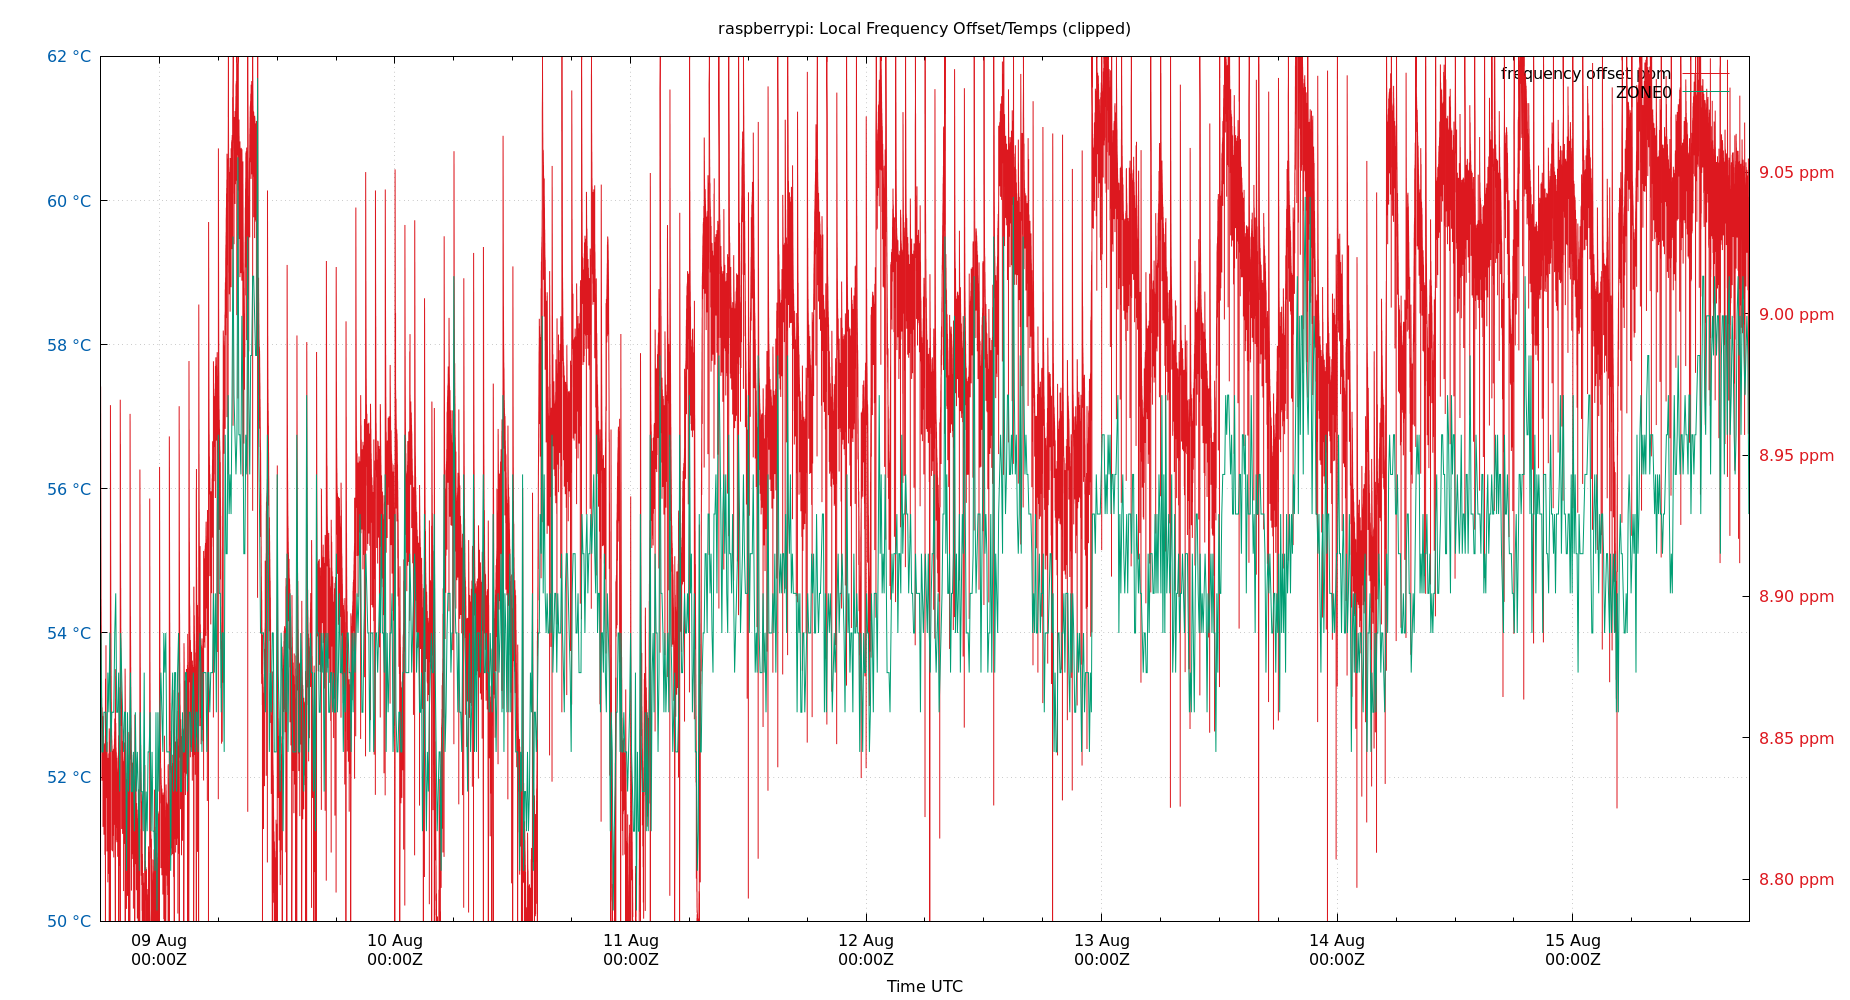 raspberrypi: Local Frequency Offset/Temps (clipped)
62 °C
60 °C
58 °C
56 °C
54 °C
52 °C
50 °C
frequency offset ppm
ZONE0
9.05 ppm
9.00 ppm
8.95 ppm
8.90 ppm
8.85 ppm
8.80 ppm
09 Aug 10 Aug 11 Aug 12 Aug 13 Aug 14 Aug 15 Aug
00:00Z 00:00Z 00:00Z 00:00Z 00:00Z 00:00Z 00:00Z
Time UTC